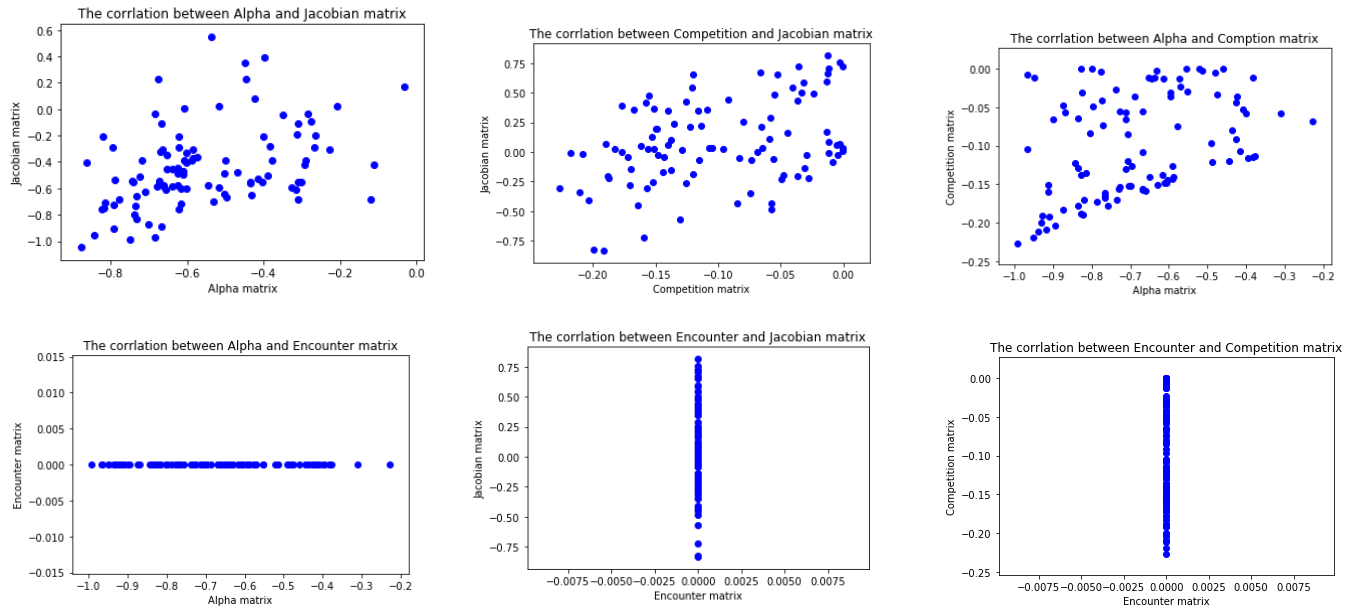 The corrlation between Alpha and Jacobian matrix
0.6
0.4
0.2
0.0
−0.2
−0.4
−0.6
−0.8
−1.0
Jacobian matrix
−0.8 −0.6 −0.4 −0.2 0.0
Alpha matrix
The corrlation between Competition and Jacobian matrix
0.75
0.50
0.25
0.00
−0.25
−0.50
−0.75
Jacobian matrix
−0.20 −0.15 −0.10 −0.05 0.00
Competition matrix
The corrlation between Alpha and Comption matrix
0.00
−0.05
−0.10
−0.15
−0.20
−0.25
Competition matrix
−1.0 −0.9 −0.8 −0.7 −0.6 −0.5 −0.4 −0.3 −0.2
Alpha matrix
The corrlation between Alpha and Encounter matrix
0.015
0.010
0.005
0.000
−0.005
−0.010
−0.015
Encounter matrix
−1.0 −0.9 −0.8 −0.7 −0.6 −0.5 −0.4 −0.3 −0.2
Alpha matrix
The corrlation between Encounter and Jacobian matrix
0.75
0.50
0.25
0.00
−0.25
−0.50
−0.75
Jacobian matrix
−0.0075 −0.0050 −0.0025 0.0000 0.0025 0.0050 0.0075
Encounter matrix
The corrlation between Encounter and Competition matrix
0.00
−0.05
−0.10
−0.15
−0.20
−0.25
Competition matrix
−0.0075 −0.0050 −0.0025 0.0000 0.0025 0.0050 0.0075
Encounter matrix